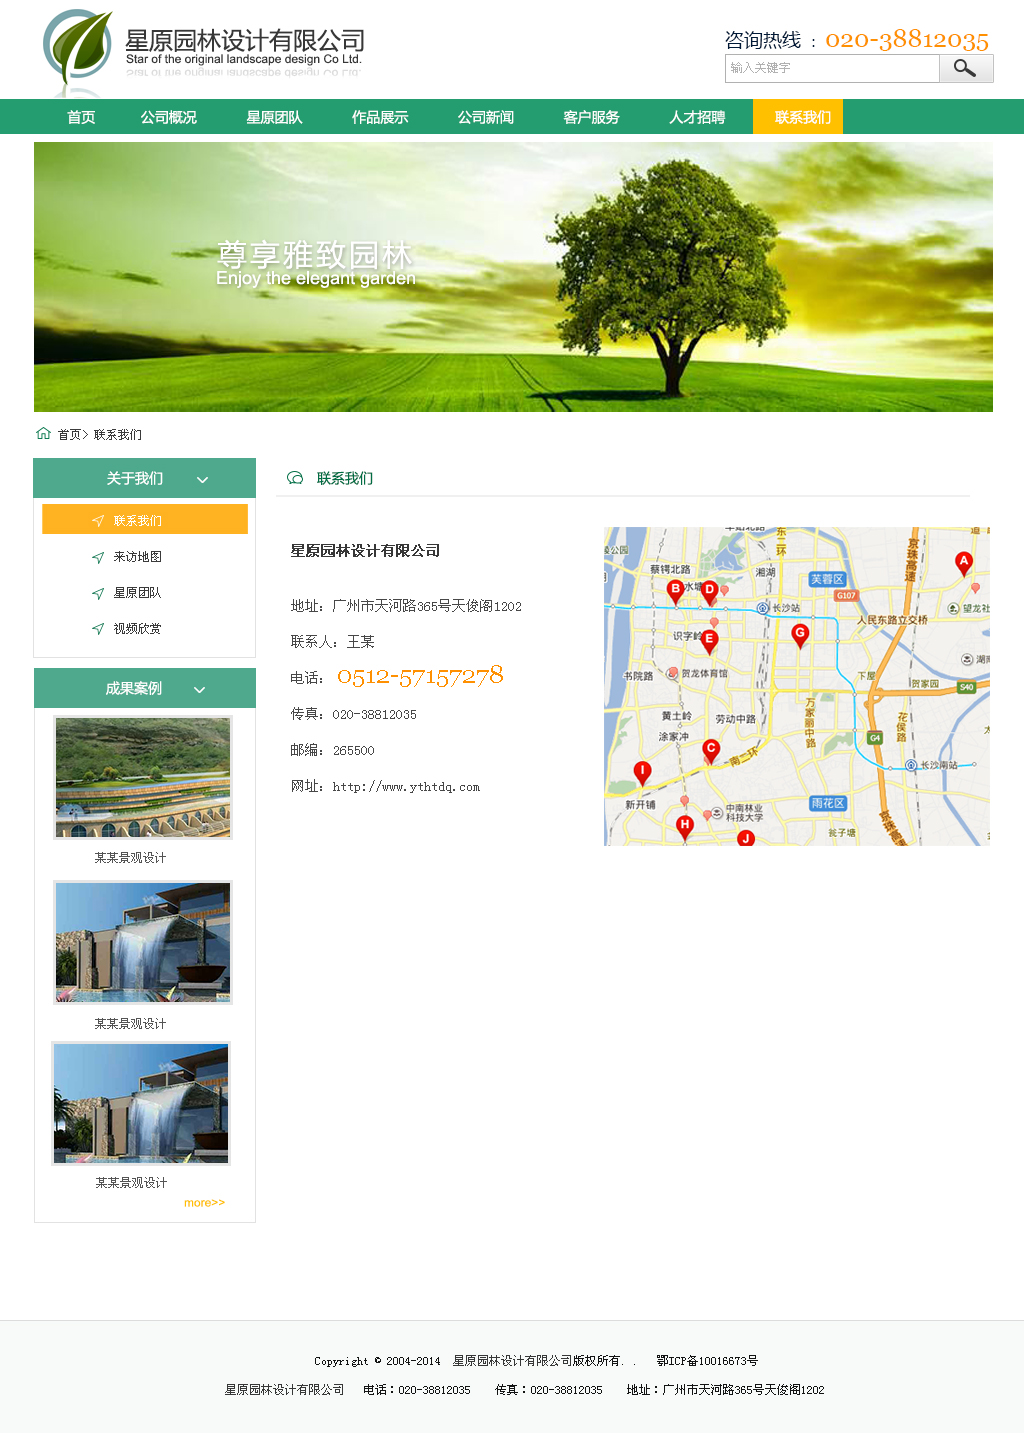 星原园林设计有限公司
Star of the original landscape design Co Ltd.
咨询热线 : 020-38812035
输入关键字
首页 公司概况 星原团队 作品展示 公司新闻 客户服务 人才招聘 联系我们
尊享雅致园林
Enjoy the elegant garden
首页> 联系我们
关于我们
联系我们
来访地图
星原团队
视频欣赏
成果案例
某某景观设计
某某景观设计
某某景观设计
more>>
联系我们
星原园林设计有限公司
地址: 广州市天河路365号天俊阁1202
联系人: 王某
电话: 0512-57157278
传真: 020-38812035
邮编: 265500
网址: http://www.ythtdq.com
东二环
京珠高速
A
蔡锷北路
湘湖
芙蓉区
B
水塘
D
G107
长沙站
望龙社
人民东路立交桥
识字岭
E
G
书院路
贺龙体育馆
下屋
贺家园
S40
黄土岭
劳动中路
万家丽中路
花侯路
涂家冲
C
南二环
G4
长沙南站
I
新开铺
雨花区
中南林业科技大学
H
J
京珠高
Copyright © 2004-2014 星原园林设计有限公司版权所有. . 鄂ICP备10016673号
星原园林设计有限公司 电话：020-38812035 传真：020-38812035 地址：广州市天河路365号天俊阁1202